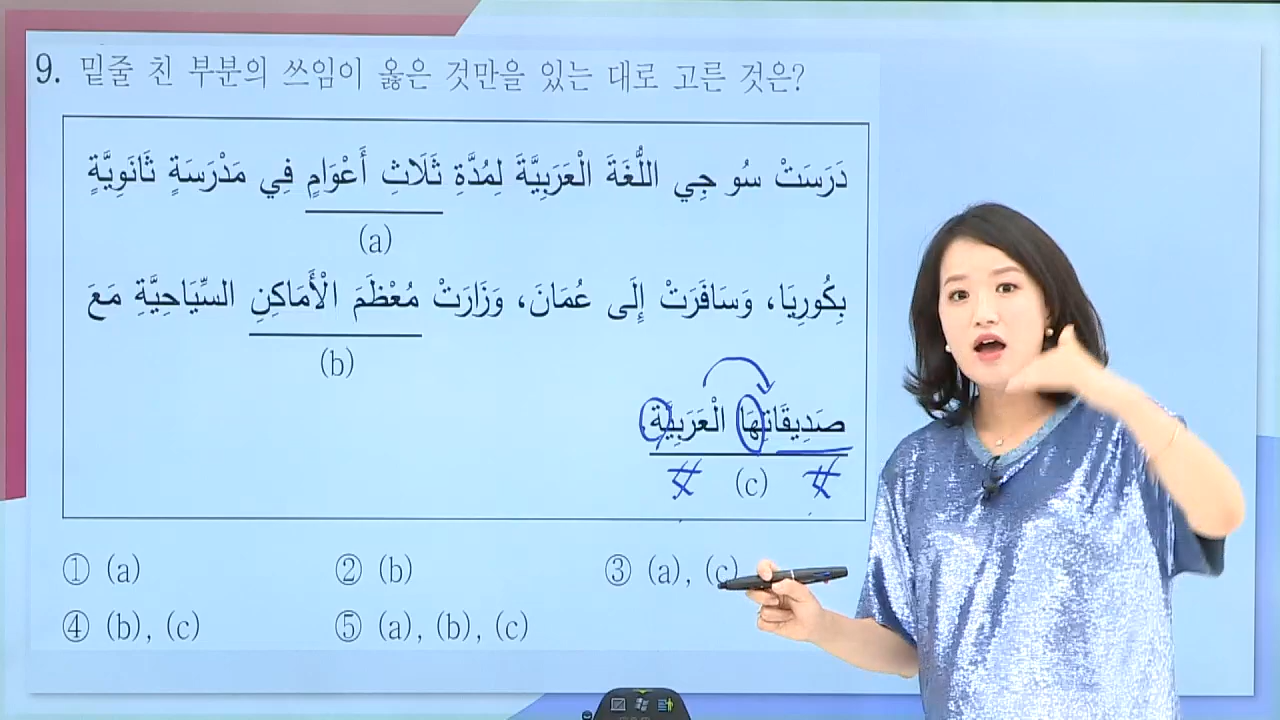 9. 밑줄 친 부분의 쓰임이 옳은 것만을 있는 대로 고른 것은?
دَرَسَتْ سُو جِي اللُّغَةَ الْعَرَبِيَّةَ لِمُدَّةِ ثَلَاثِ أَعْوَامٍ فِي مَدْرَسَةٍ ثَانَوِيَّةٍ
(a)
بِكُورِيَا، وَسَافَرَتْ إِلَى عُمَانَ، وَزَارَتْ مُعْظَمَ الْأَمَاكِنِ السِّيَاحِيَّةِ مَعَ
(b)
صَدِيقَاتِهَا الْعَرَبِيَّة.
(c)
① (a) ② (b) ③ (a), (c)
④ (b), (c) ⑤ (a), (b), (c)